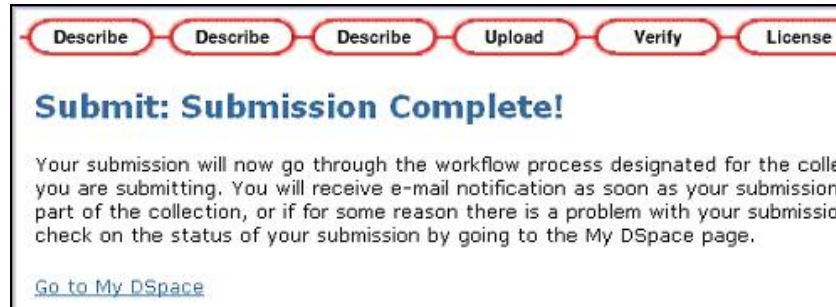 Describe Describe Describe Upload Verify License
Submit: Submission Complete!
Your submission will now go through the workflow process designated for the colle
you are submitting. You will receive e-mail notification as soon as your submission
part of the collection, or if for some reason there is a problem with your submissio
check on the status of your submission by going to the My DSpace page.
Go to My DSpace